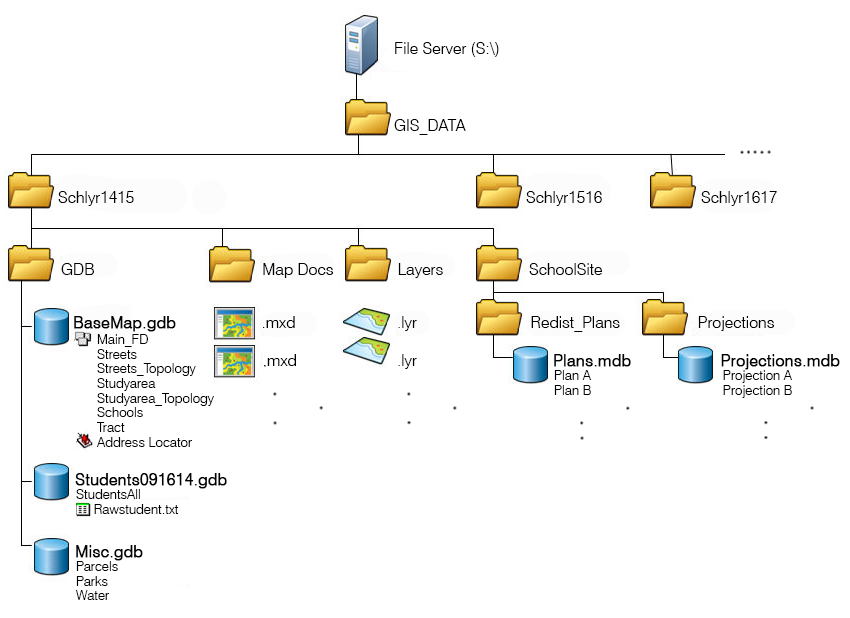 File Server (S:\)
GIS_DATA
Schlyr1415
Schlyr1516
Schlyr1617
GDB
Map Docs
Layers
SchoolSite
BaseMap.gdb
Main_FD
Streets
Streets_Topology
Studyarea
Studyarea_Topology
Schools
Tract
Address Locator
.mxd
.mxd
.lyr
.lyr
Redist_Plans
Projections
Plans.mdb
Plan A
Plan B
Projections.mdb
Projection A
Projection B
Students091614.gdb
StudentsAll
Rawstudent.txt
Misc.gdb
Parcels
Parks
Water